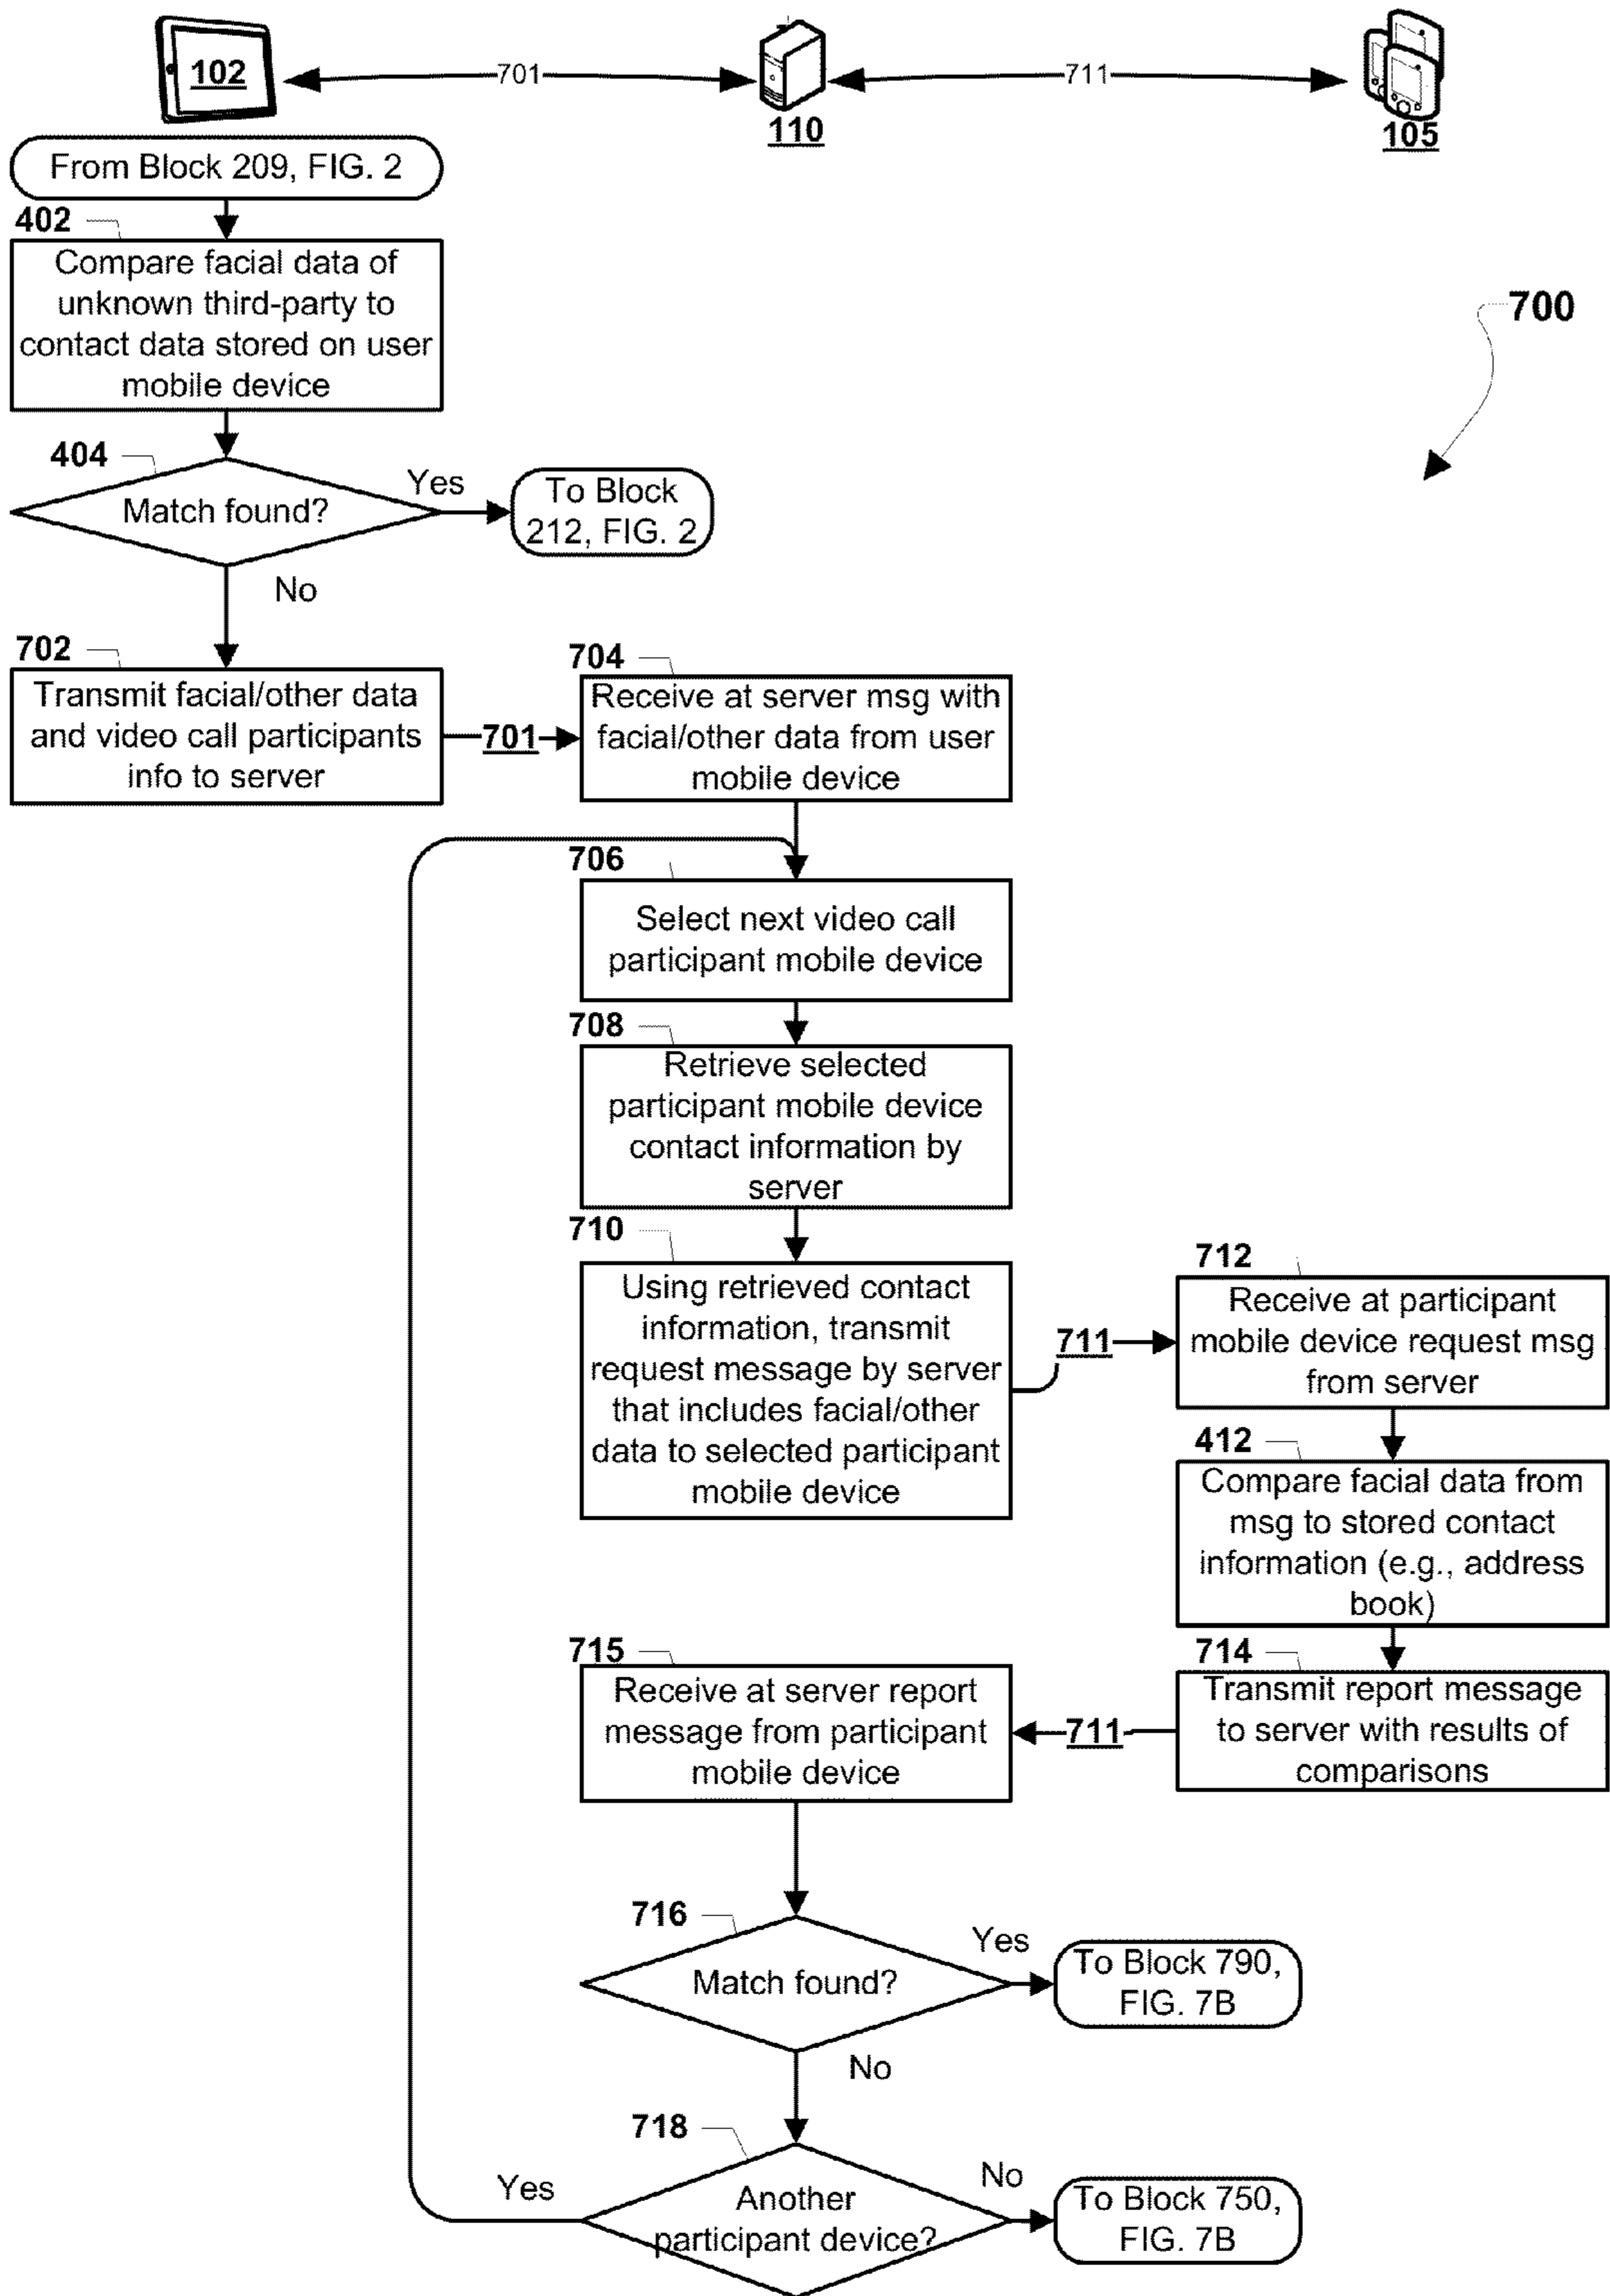 102
701
110
711
105
From Block 209, FIG. 2
402
Compare facial data of
unknown third-party to
contact data stored on user
mobile device
700
404
Match found?
Yes
To Block
212, FIG. 2
No
702
Transmit facial/other data
and video call participants
info to server
701
704
Receive at server msg with
facial/other data from user
mobile device
706
Select next video call
participant mobile device
708
Retrieve selected
participant mobile device
contact information by
server
710
Using retrieved contact
information, transmit
request message by server
that includes facial/other
data to selected participant
mobile device
711
712
Receive at participant
mobile device request msg
from server
412
Compare facial data from
msg to stored contact
information (e.g., address
book)
714
Transmit report message
to server with results of
comparisons
711
715
Receive at server report
message from participant
mobile device
716
Match found?
Yes
To Block 790,
FIG. 7B
No
718
Another
participant device?
Yes
No
To Block 750,
FIG. 7B